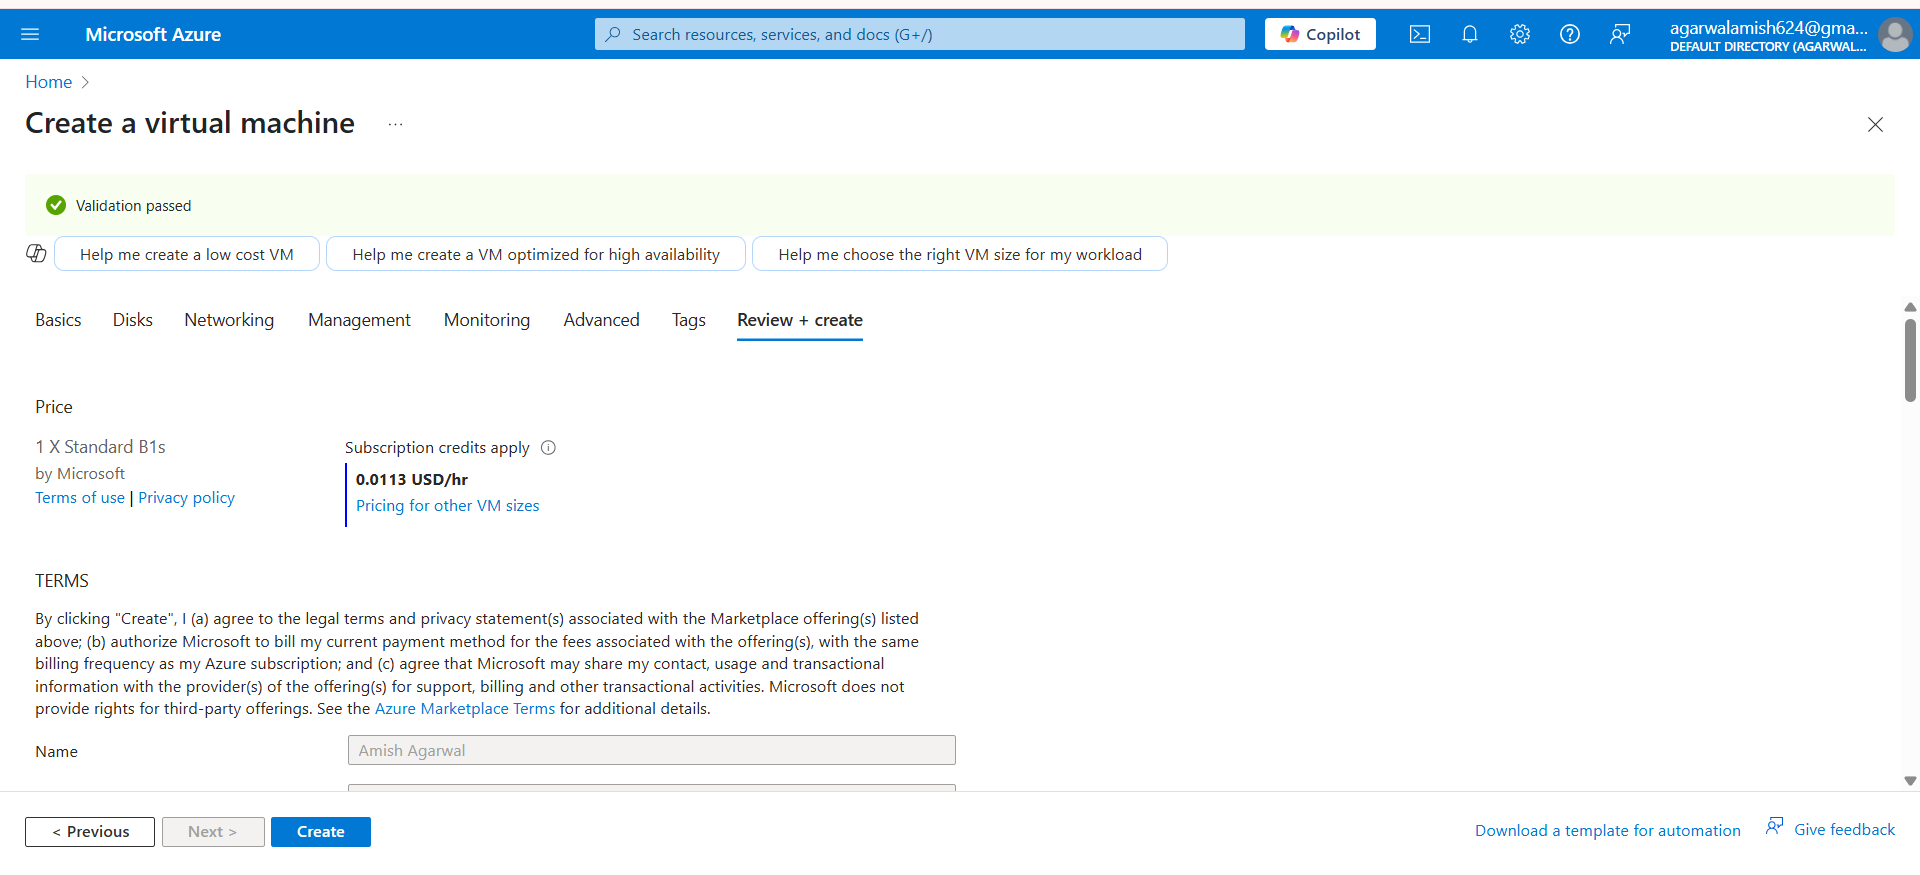 Microsoft Azure
Search resources, services, and docs (G+/)
Copilot
agarwalamish624@gma...
DEFAULT DIRECTORY (AGARWAL...
Home
Create a virtual machine
...
Validation passed
Help me create a low cost VM
Help me create a VM optimized for high availability
Help me choose the right VM size for my workload
Basics
Disks
Networking
Management
Monitoring
Advanced
Tags
Review + create
Price
1 X Standard B1s
by Microsoft
Terms of use | Privacy policy
Subscription credits apply
0.0113 USD/hr
Pricing for other VM sizes
TERMS
By clicking "Create", I (a) agree to the legal terms and privacy statement(s) associated with the Marketplace offering(s) listed
above; (b) authorize Microsoft to bill my current payment method for the fees associated with the offering(s), with the same
billing frequency as my Azure subscription; and (c) agree that Microsoft may share my contact, usage and transactional
information with the provider(s) of the offering(s) for support, billing and other transactional activities. Microsoft does not
provide rights for third-party offerings. See the Azure Marketplace Terms for additional details.
Name
Amish Agarwal
< Previous
Next >
Create
Download a template for automation
Give feedback